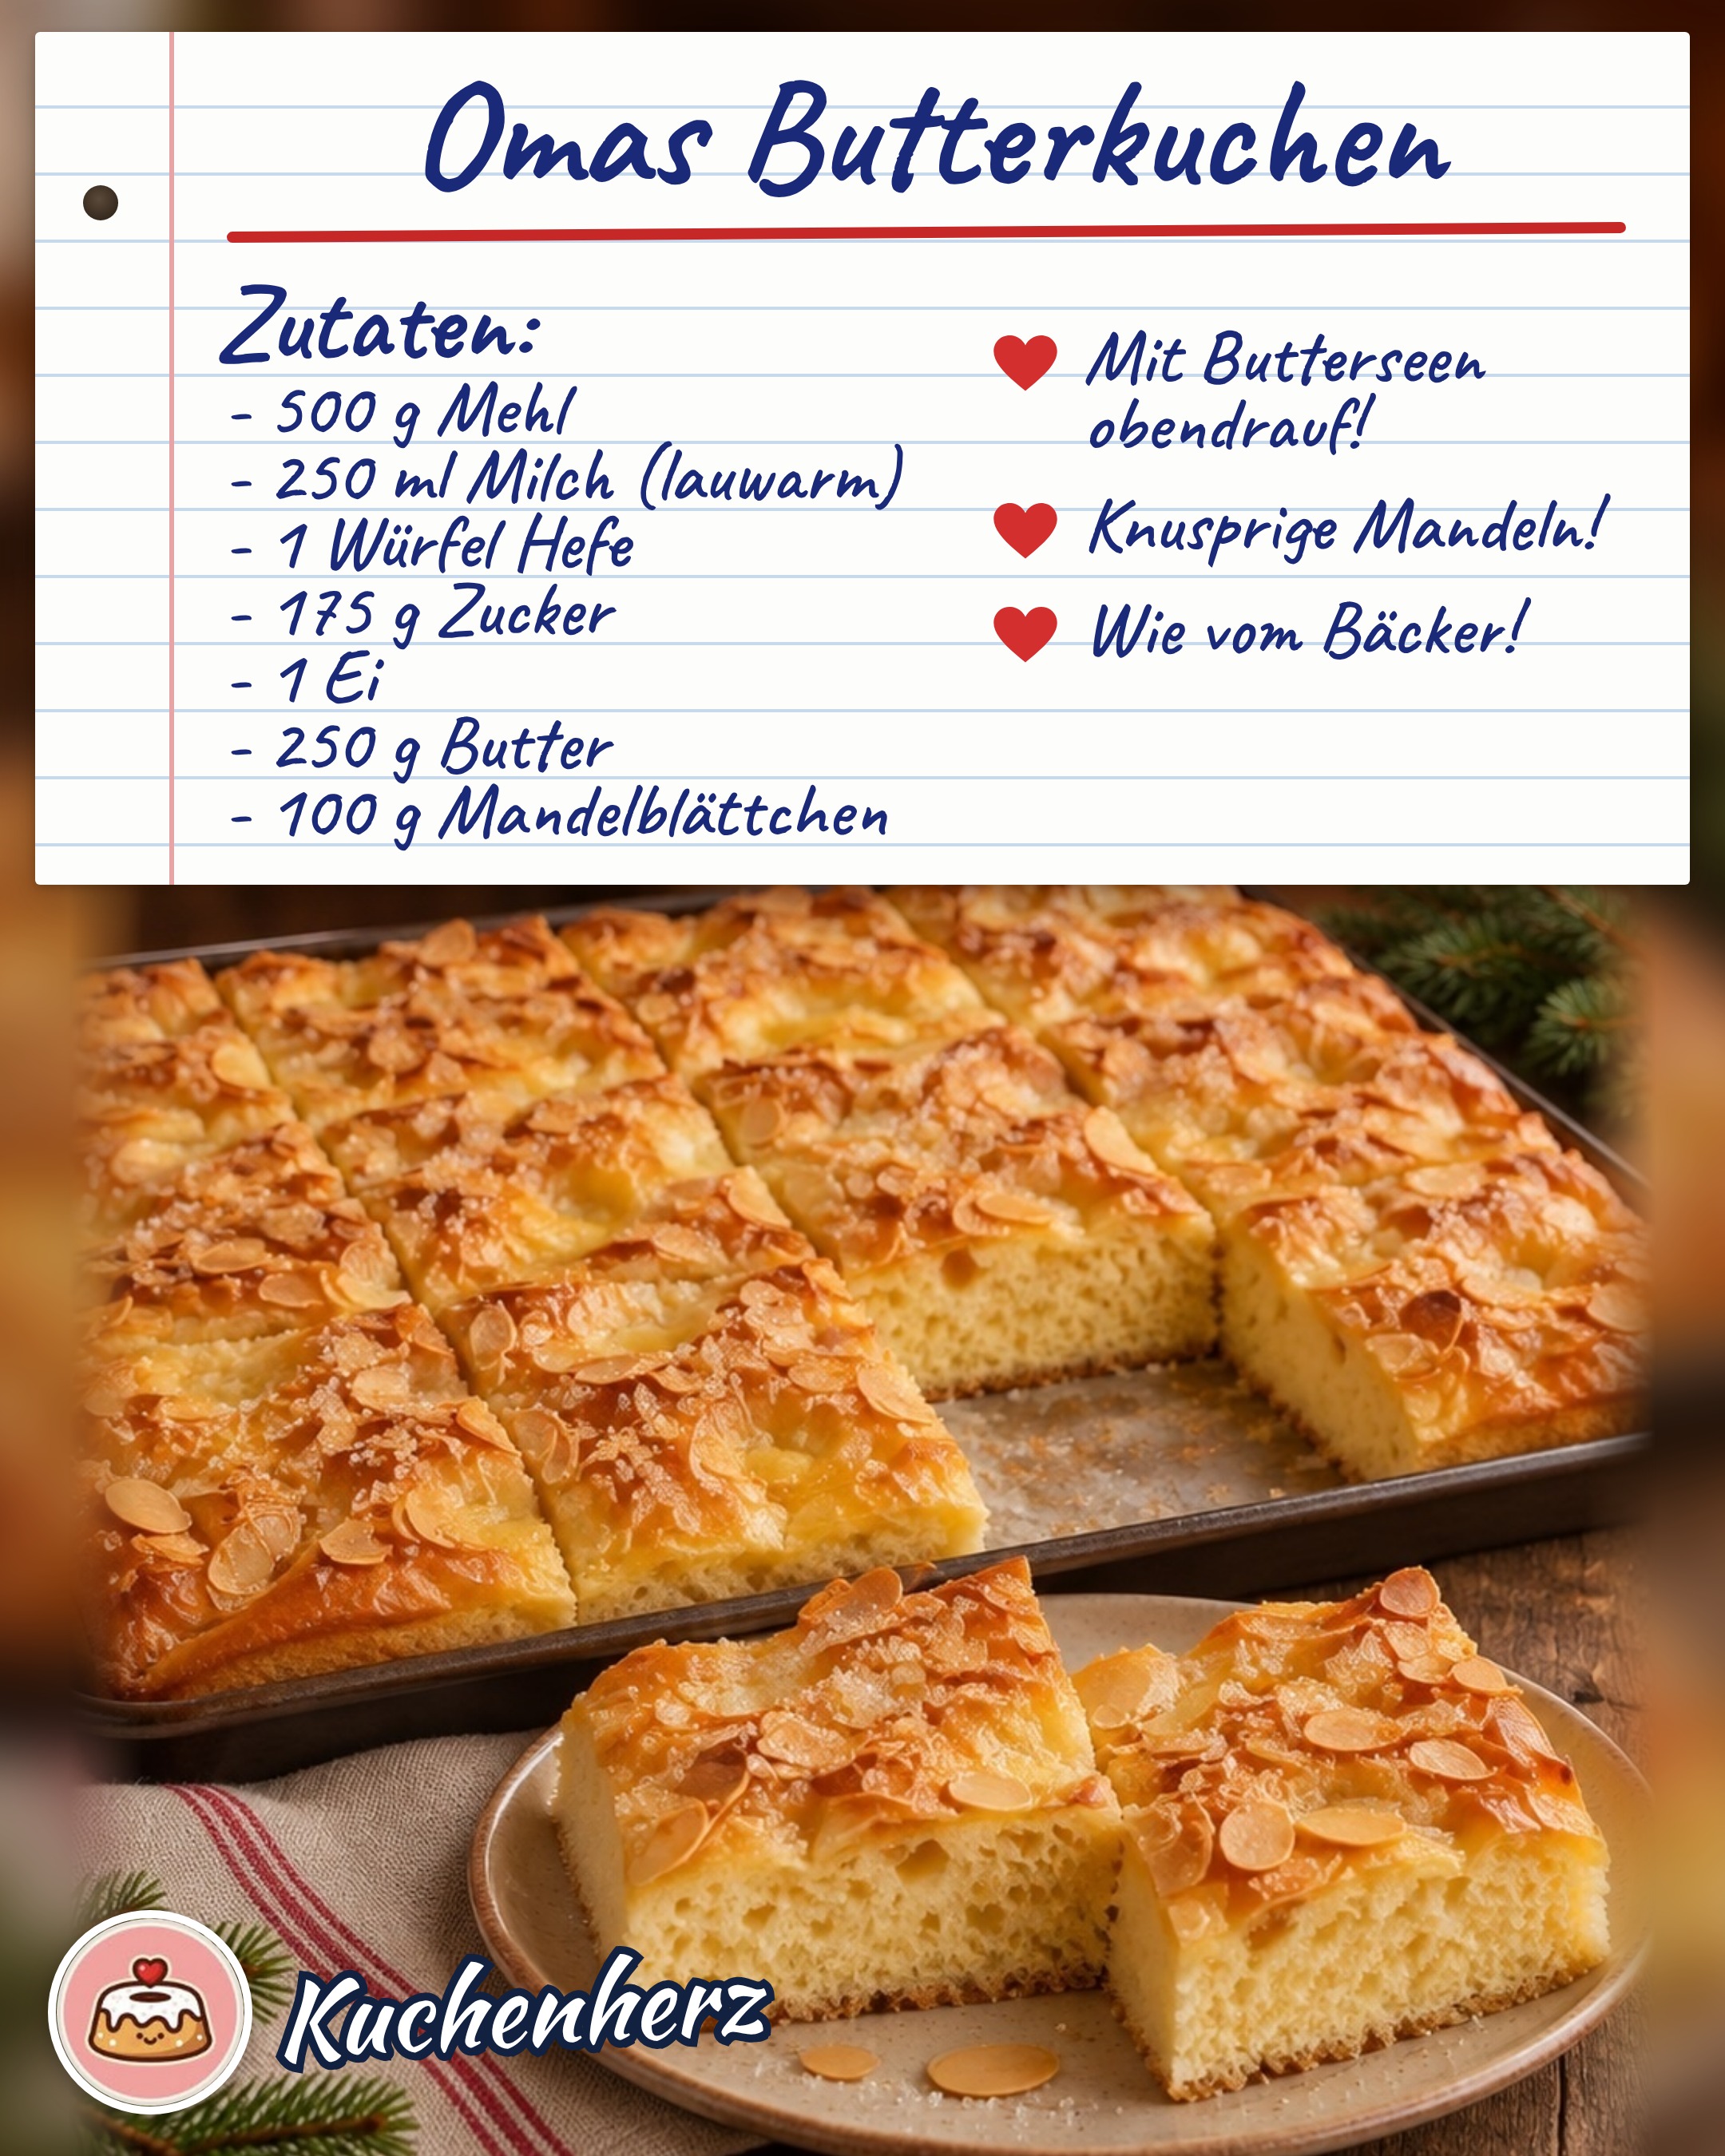 Omas Butterkuchen
Zutaten:
- 500 g Mehl
- 250 ml Milch (lauwarm)
- 1 Würfel Hefe
- 175 g Zucker
- 1 Ei
- 250 g Butter
- 100 g Mandelblättchen
Mit Butterseen
obendrauf!
Knusprige Mandeln!
Wie vom Bäcker!
Kuchenherz